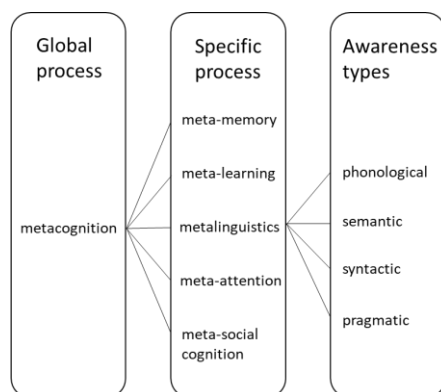 Global
process
metacognition
Specific
process
meta-memory
meta-learning
metalinguistics
meta-attention
meta-social
cognition
Awareness
types
phonological
semantic
syntactic
pragmatic